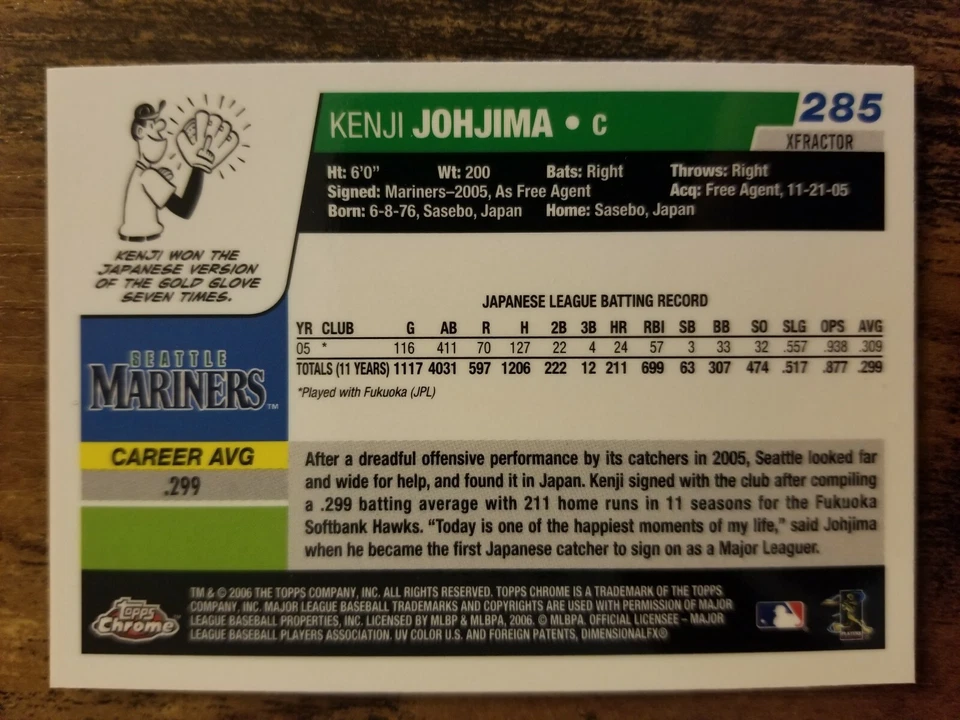 KENJI JOHJIMA • C
285
XFRACTOR
Ht: 6'0" Wt: 200 Bats: Right Throws: Right
Signed: Mariners–2005, As Free Agent Acq: Free Agent, 11-21-05
Born: 6-8-76, Sasebo, Japan Home: Sasebo, Japan
KENJI WON THE
JAPANESE VERSION
OF THE GOLD GLOVE
SEVEN TIMES.
JAPANESE LEAGUE BATTING RECORD
YR CLUB G AB R H 2B 3B HR RBI SB BB SO SLG OPS AVG
05 * 116 411 70 127 22 4 24 57 3 33 32 .557 .938 .309
TOTALS (11 YEARS) 1117 4031 597 1206 222 12 211 699 63 307 474 .517 .877 .299
*Played with Fukuoka (JPL)
SEATTLE
MARINERS™
CAREER AVG
.299
After a dreadful offensive performance by its catchers in 2005, Seattle looked far
and wide for help, and found it in Japan. Kenji signed with the club after compiling
a .299 batting average with 211 home runs in 11 seasons for the Fukuoka
Softbank Hawks. “Today is one of the happiest moments of my life,” said Johjima
when he became the first Japanese catcher to sign on as a Major Leaguer.
Topps
Chrome
TM & © 2006 THE TOPPS COMPANY, INC. ALL RIGHTS RESERVED. TOPPS CHROME IS A TRADEMARK OF THE TOPPS
COMPANY, INC. MAJOR LEAGUE BASEBALL TRADEMARKS AND COPYRIGHTS ARE USED WITH PERMISSION OF MAJOR
LEAGUE BASEBALL PROPERTIES, INC. LICENSED BY MLBP & MLBPA, 2006. © MLBPA. OFFICIAL LICENSEE – MAJOR
LEAGUE BASEBALL PLAYERS ASSOCIATION. UV COLOR U.S. AND FOREIGN PATENTS, DIMENSIONALFX®